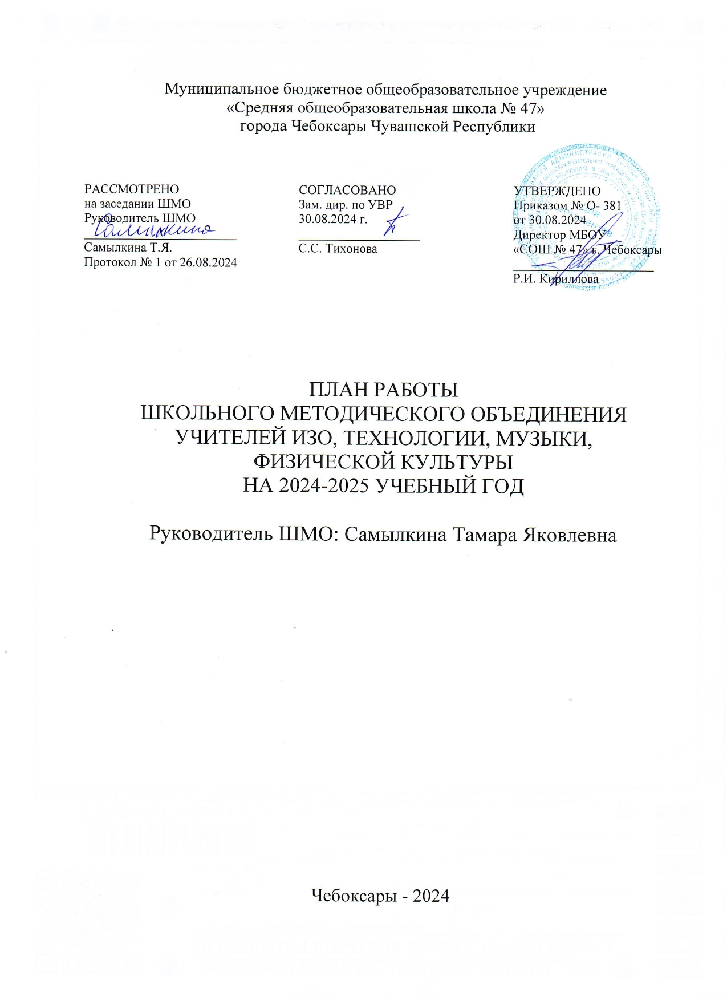 Муниципальное бюджетное общеобразовательное учреждение
«Средняя общеобразовательная школа № 47»
города Чебоксары Чувашской Республики
РАССМОТРЕНО
на заседании ШМО
Руководитель ШМО
Самылкина
Самылкина Т.Я.
Протокол № 1 от 26.08.2024
СОГЛАСОВАНО
Зам. дир. по УВР
30.08.2024 г.
С.С. Тихонова
УТВЕРЖДЕНО
Приказом № О- 381
от 30.08.2024
Директор МБОУ
«СОШ № 47» г. Чебоксары
Р.И. Кириллова
ПЛАН РАБОТЫ
ШКОЛЬНОГО МЕТОДИЧЕСКОГО ОБЪЕДИНЕНИЯ
УЧИТЕЛЕЙ ИЗО, ТЕХНОЛОГИИ, МУЗЫКИ,
ФИЗИЧЕСКОЙ КУЛЬТУРЫ
НА 2024-2025 УЧЕБНЫЙ ГОД
Руководитель ШМО: Самылкина Тамара Яковлевна
Чебоксары - 2024